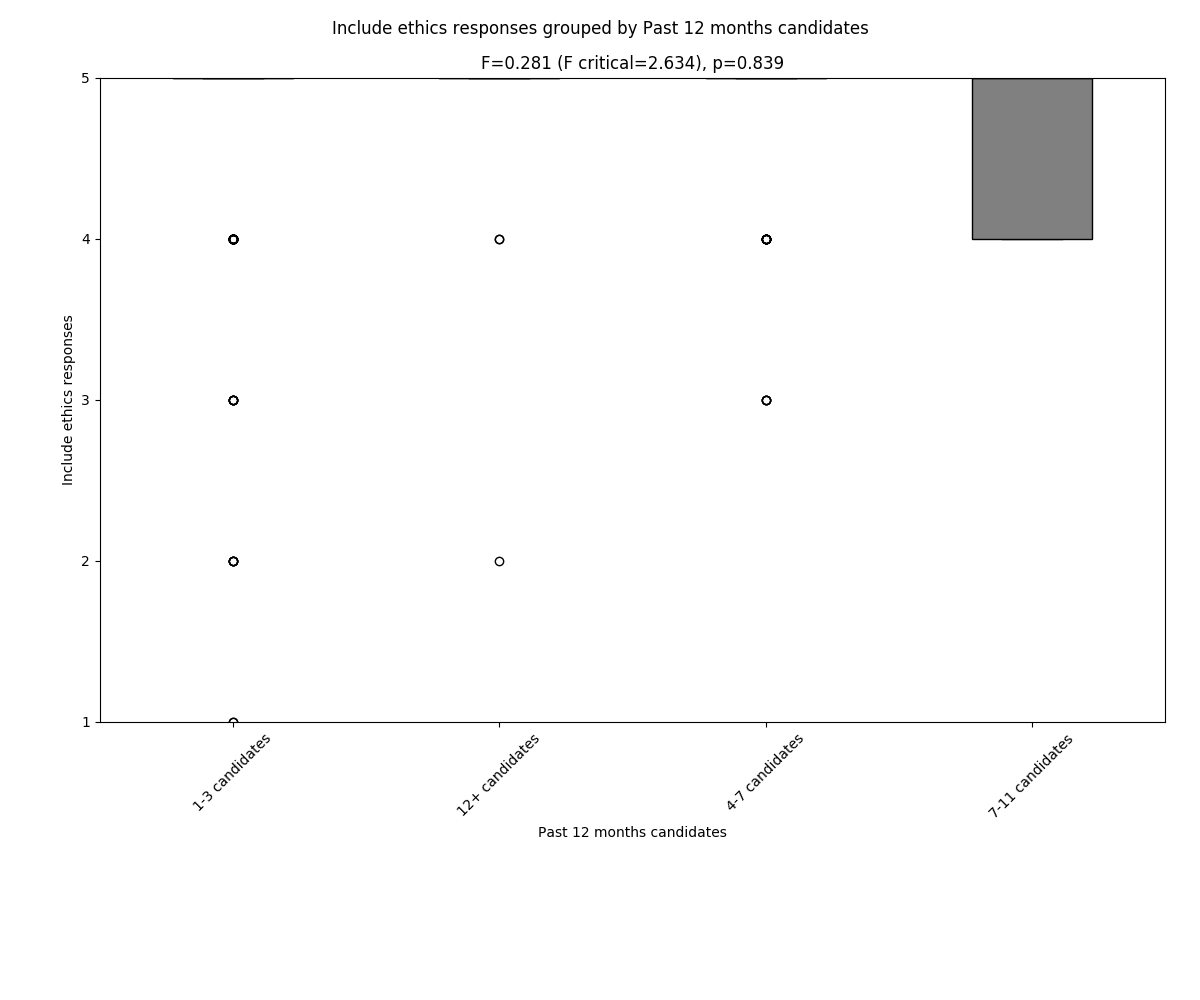 Include ethics responses grouped by Past 12 months candidates
F=0.281 (F critical=2.634), p=0.839
5
4
3
2
1
Include ethics responses
1-3 candidates
12+ candidates
4-7 candidates
7-11 candidates
Past 12 months candidates